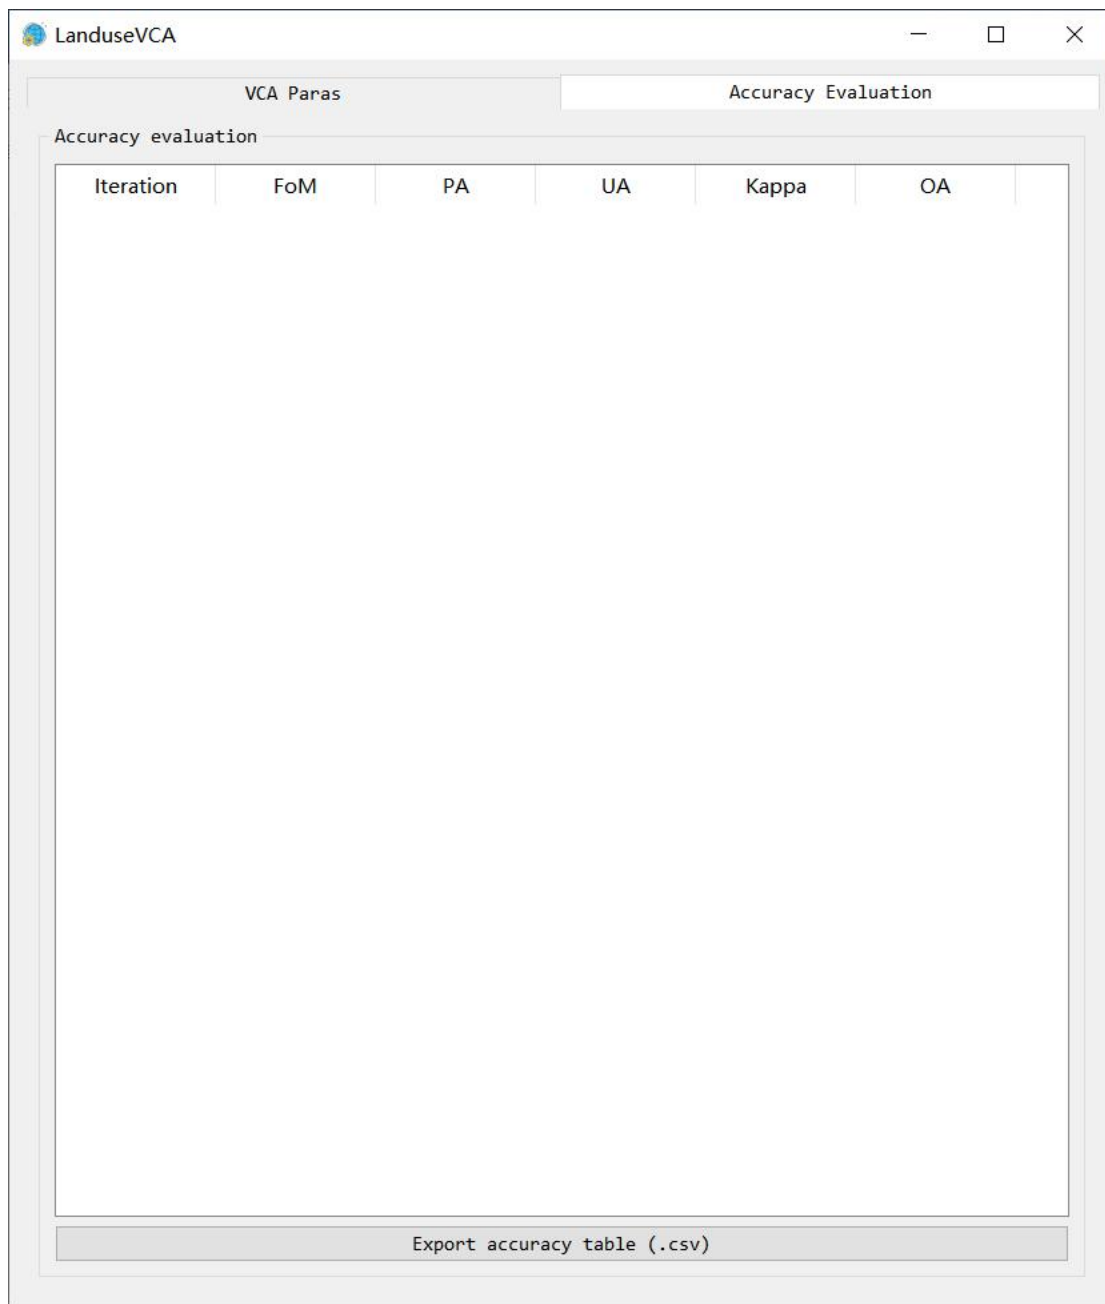 LanduseVCA
VCA Paras Accuracy Evaluation
Accuracy evaluation
Iteration FoM PA UA Kappa OA
Export accuracy table (.csv)